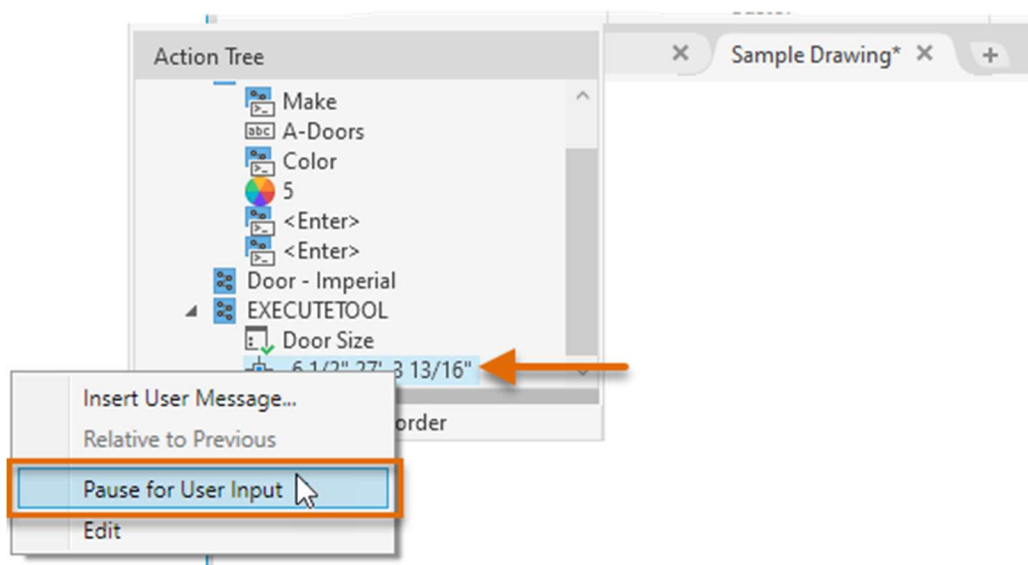 Action Tree
Sample Drawing*
Make
abc A-Doors
Color
5
<Enter>
<Enter>
Door - Imperial
EXECUTETOOL
Door Size
6 1/2" 27'- 3 13/16"
order
Insert User Message...
Relative to Previous
Pause for User Input
Edit